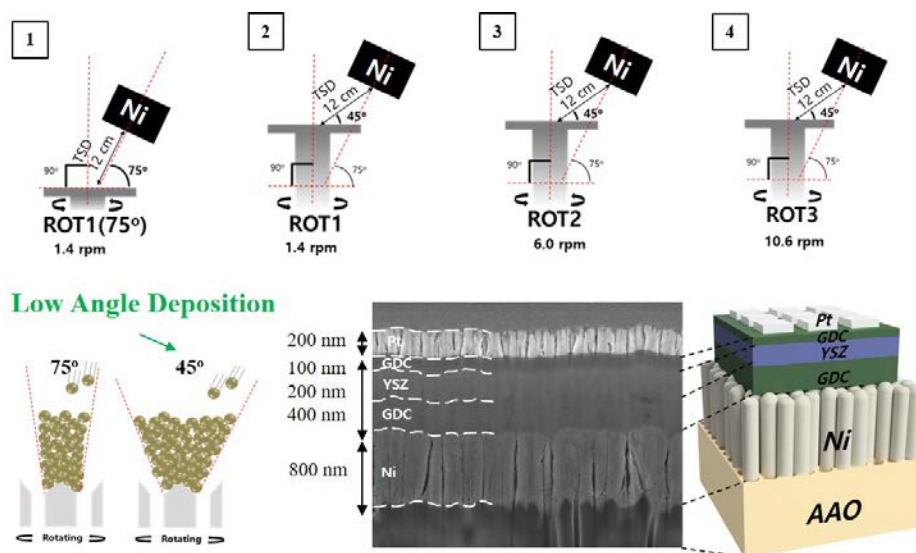 1
Ni
TSD
12 cm
90°
75°
ROT1(75°)
1.4 rpm
2
Ni
TSD
12 cm
45°
90°
75°
ROT1
1.4 rpm
3
Ni
TSD
12 cm
45°
90°
75°
ROT2
6.0 rpm
4
Ni
TSD
12 cm
45°
90°
75°
ROT3
10.6 rpm
Low Angle Deposition
75°
45°
Rotating
Rotating
200 nm
100 nm
200 nm
400 nm
800 nm
Pt
GDC
YSZ
GDC
Ni
Pt
GDC
YSZ
GDC
Ni
AAO